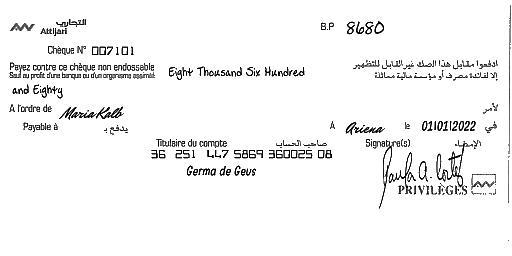 التجاري
Attijari
B.P 8680
Chèque N° 007101
Payez contre ce chèque non endossable
ادفعوا مقابل هذا الصك غير القابل للتظهير
Sauf au profit d'une banque ou d'un organisme assimilé
إلا لفائدة مصرف أو مؤسسة مالية مماثلة
Eight Thousand Six Hundred
and Eighty
A l'ordre de Maria Kalb
لأمر
Payable à يدفع بـ
A Ariena le 01/01/2022 في
Titulaire du compte صاحب الحساب
Signature(s) الإمضاء
36 251 447 5869 360025 08
Germa de Geus
PRIVILÈGES